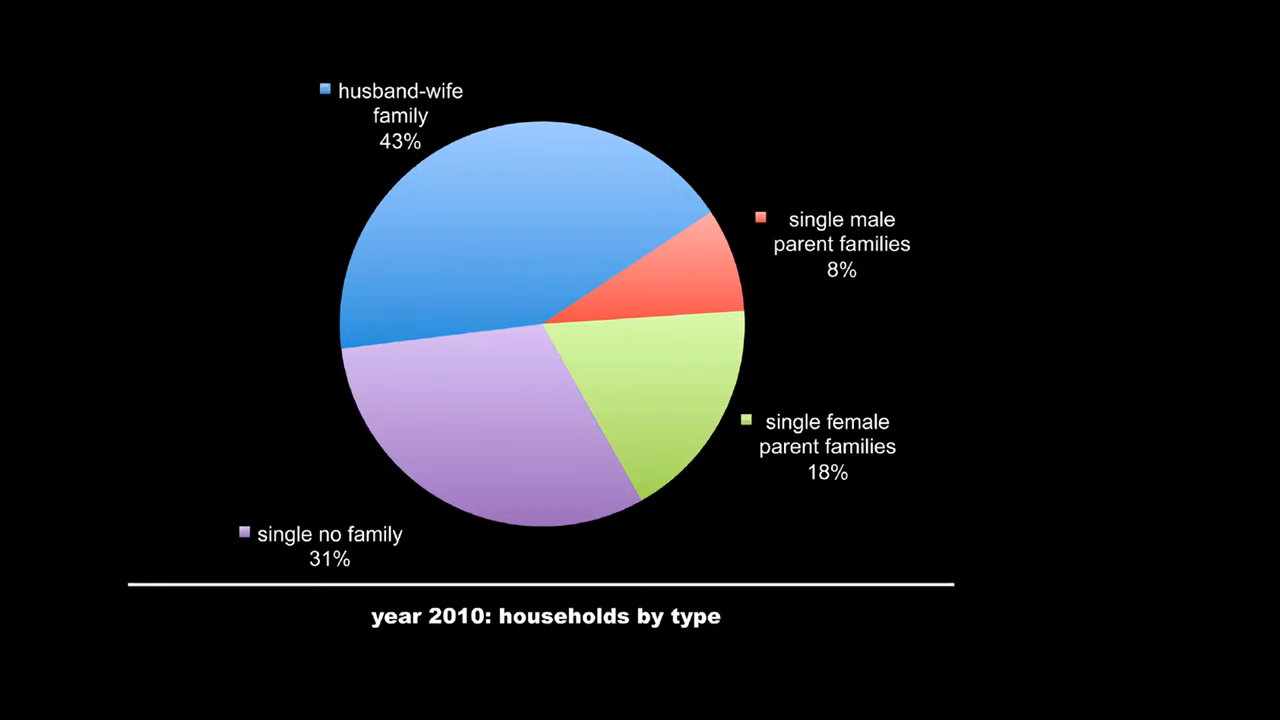 husband-wife
family
43%
single male
parent families
8%
single female
parent families
18%
single no family
31%
year 2010: households by type